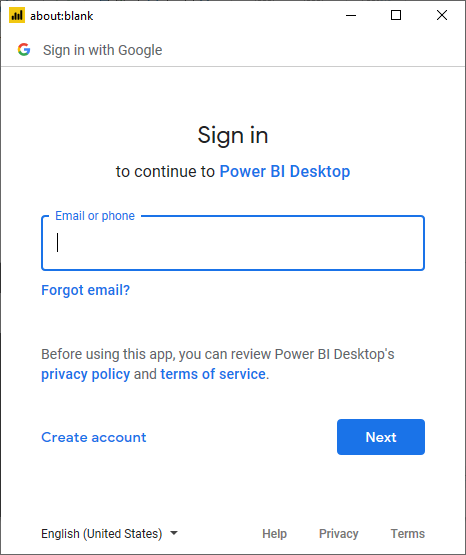 about:blank
Sign in with Google
Sign in
to continue to Power BI Desktop
Email or phone
Forgot email?
Before using this app, you can review Power BI Desktop's
privacy policy and terms of service.
Create account
Next
English (United States)
Help
Privacy
Terms